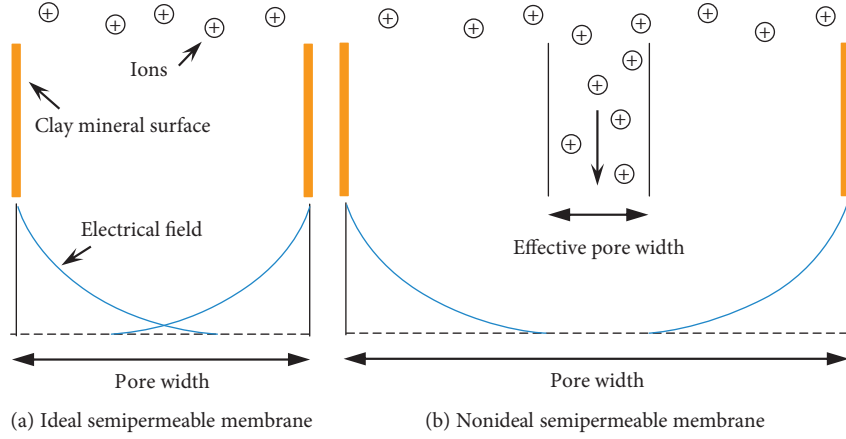 Ions
Clay mineral surface
Electrical field
Pore width
(a) Ideal semipermeable membrane
Effective pore width
Pore width
(b) Nonideal semipermeable membrane